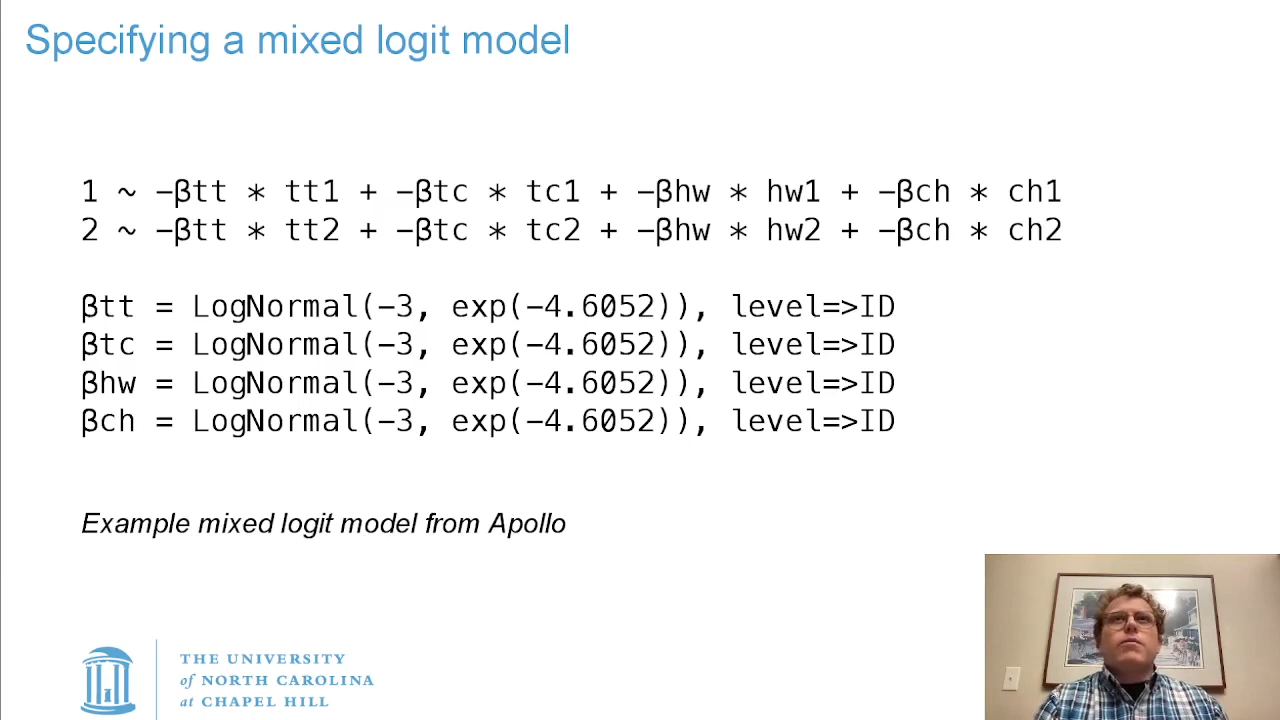 Specifying a mixed logit model
1 ~ -βtt * tt1 + -βtc * tc1 + -βhw * hw1 + -βch * ch1
2 ~ -βtt * tt2 + -βtc * tc2 + -βhw * hw2 + -βch * ch2
βtt = LogNormal(-3, exp(-4.6052)), level=>ID
βtc = LogNormal(-3, exp(-4.6052)), level=>ID
βhw = LogNormal(-3, exp(-4.6052)), level=>ID
βch = LogNormal(-3, exp(-4.6052)), level=>ID
Example mixed logit model from Apollo
THE UNIVERSITY
of NORTH CAROLINA
at CHAPEL HILL